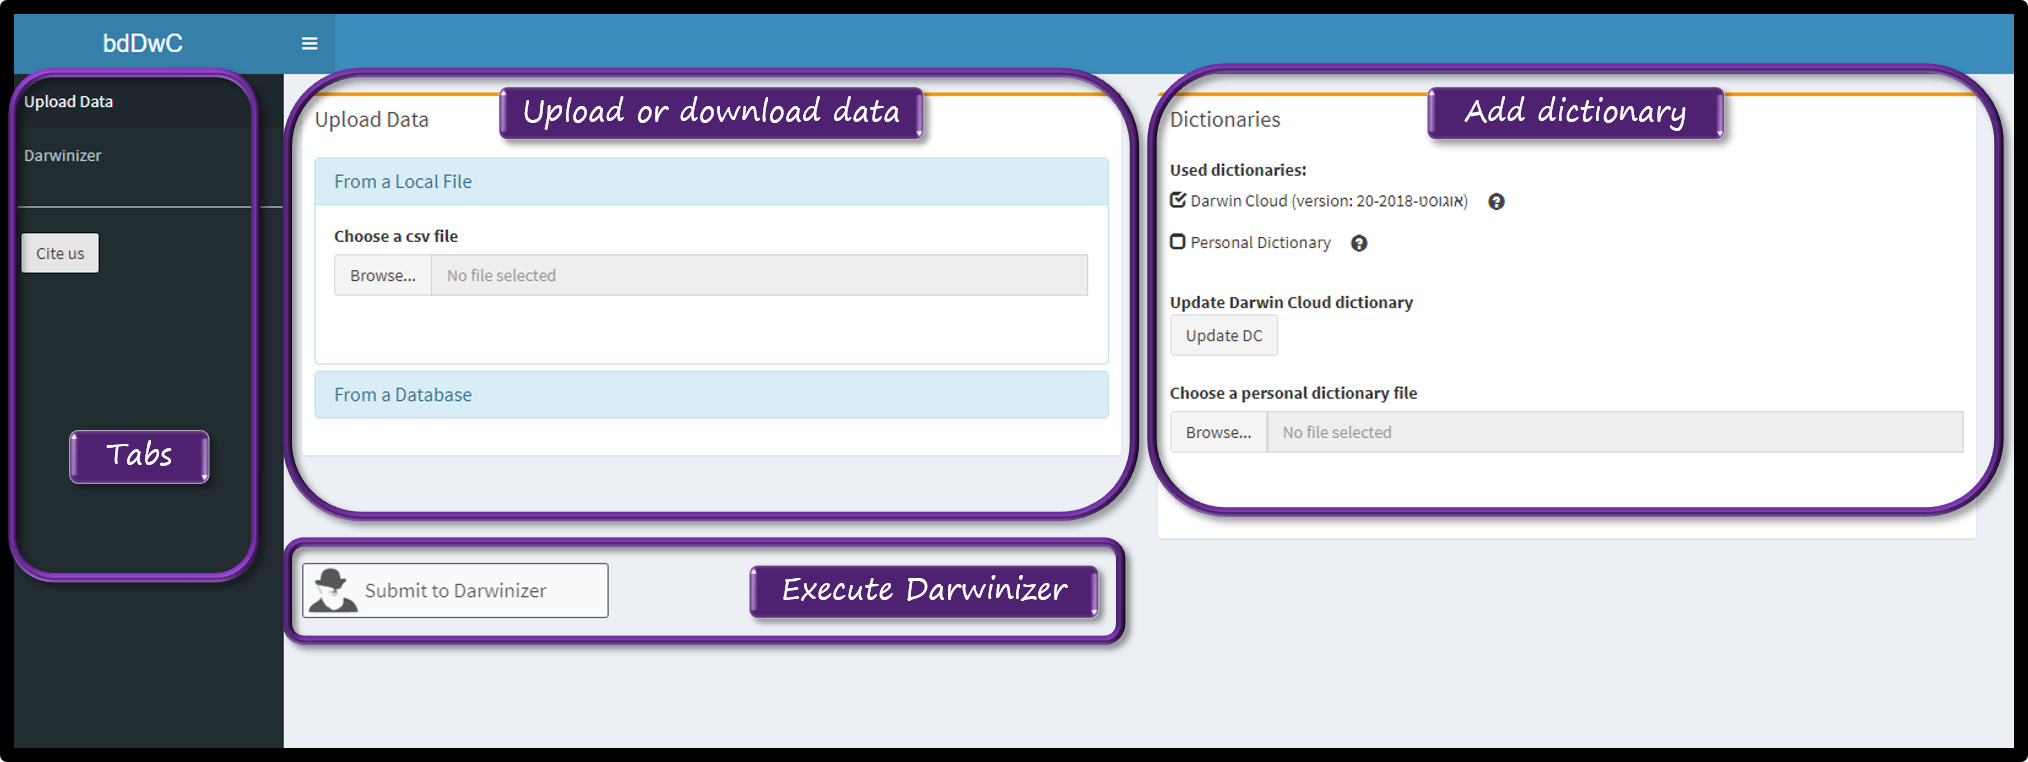 bdDwC
Upload Data
Darwinizer
Cite us
Tabs
Upload or download data
Upload Data
From a Local File
Choose a csv file
Browse... No file selected
From a Database
Submit to Darwinizer
Execute Darwinizer
Add dictionary
Dictionaries
Used dictionaries:
Darwin Cloud (version: 20-אוגוסט-2018)
Personal Dictionary
Update Darwin Cloud dictionary
Update DC
Choose a personal dictionary file
Browse... No file selected